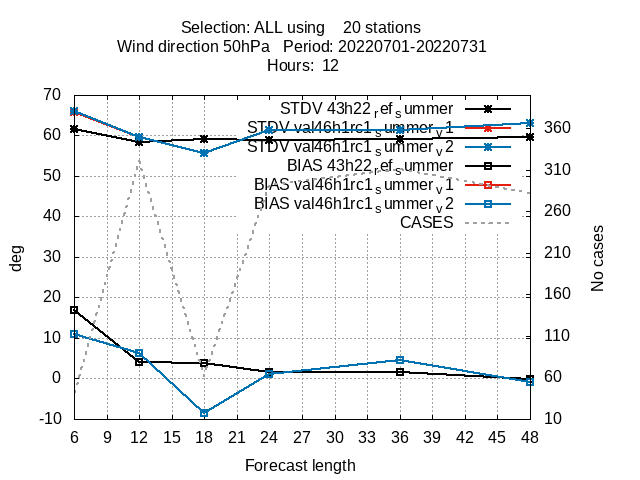 Selection: ALL using    20 stations
Wind direction 50hPa   Period: 20220701-20220731
Hours:  12
70
60
50
40
30
20
10
0
-10
deg
STDV 43h22_ref_summer
STDV val46h1rc1_summer_v1
STDV val46h1rc1_summer_v2
BIAS 43h22_ref_summer
BIAS val46h1rc1_summer_v1
BIAS val46h1rc1_summer_v2
CASES
360
310
260
210
160
110
60
10
No cases
6 9 12 15 18 21 24 27 30 33 36 39 42 45 48
Forecast length